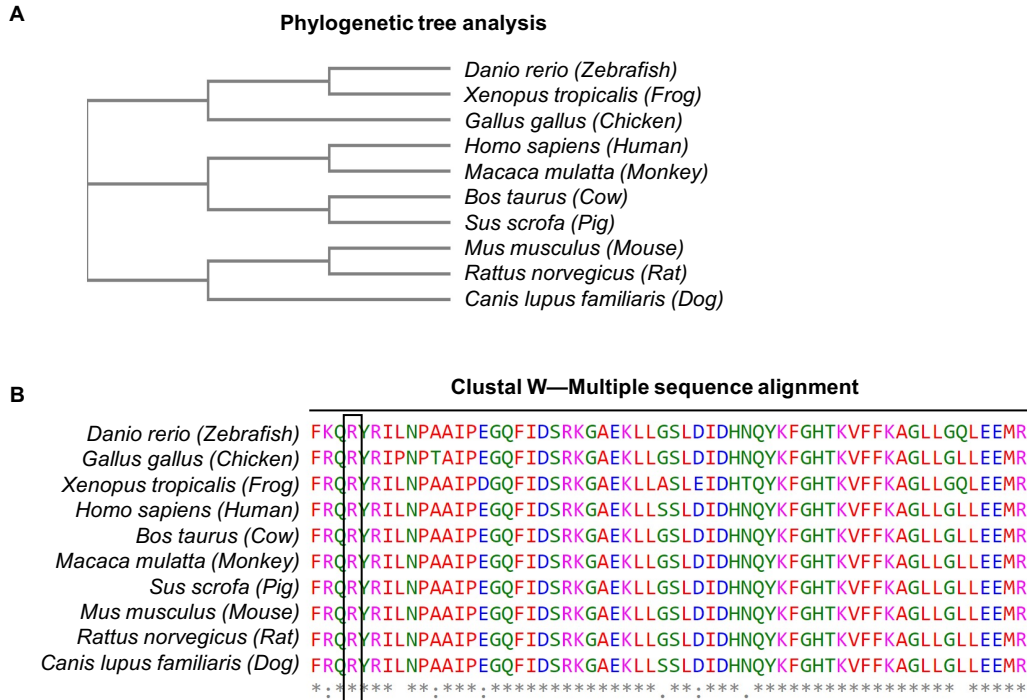 A
Phylogenetic tree analysis
Danio rerio (Zebrafish)
Xenopus tropicalis (Frog)
Gallus gallus (Chicken)
Homo sapiens (Human)
Macaca mulatta (Monkey)
Bos taurus (Cow)
Sus scrofa (Pig)
Mus musculus (Mouse)
Rattus norvegicus (Rat)
Canis lupus familiaris (Dog)
B
Clustal W—Multiple sequence alignment
Danio rerio (Zebrafish) FKQRYRILNPAAIPEGQFIDSRKGAEKLLGSLDIDHNQYKFGHTKVFFKAGLLGQLEEMR
Gallus gallus (Chicken) FRQRYRIPNPTAIPEGQFIDSRKGAEKLLGSLDIDHNQYKFGHTKVFFKAGLLGLLEEMR
Xenopus tropicalis (Frog) FRQRYRILNPAAIPDGQFIDSRKGAEKLLASLEIDHTQYKFGHTKVFFKAGLLGQLEEMR
Homo sapiens (Human) FRQRYRILNPAAIPEGQFIDSRKGAEKLLSSLDIDHNQYKFGHTKVFFKAGLLGLLEEMR
Bos taurus (Cow) FRQRYRILNPAAIPEGQFIDSRKGAEKLLGSLDIDHNQYKFGHTKVFFKAGLLGLLEEMR
Macaca mulatta (Monkey) FRQRYRILNPAAIPEGQFIDSRKGAEKLLSSLDIDHNQYKFGHTKVFFKAGLLGLLEEMR
Sus scrofa (Pig) FRQRYRILNPAAIPEGQFIDSRKGAEKLLGSLDIDHNQYKFGHTKVFFKAGLLGLLEEMR
Mus musculus (Mouse) FRQRYRILNPAAIPEGQFIDSRKGAEKLLGSLDIDHNQYKFGHTKVFFKAGLLGLLEEMR
Rattus norvegicus (Rat) FRQRYRILNPAAIPEGQFIDSRKGAEKLLGSLDIDHNQYKFGHTKVFFKAGLLGLLEEMR
Canis lupus familiaris (Dog) FRQRYRILNPAAIPEGQFIDSRKGAEKLLSSLDIDHNQYKFGHTKVFFKAGLLGLLEEMR
*:***** **:***:**************.**:***.***************** *****